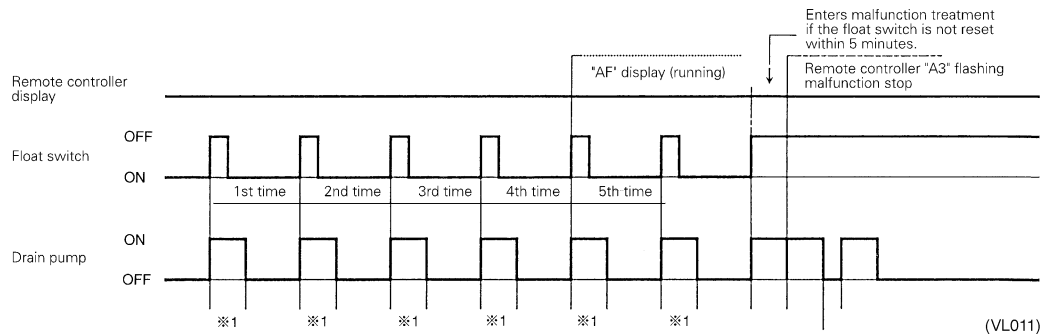 Enters malfunction treatment
if the float switch is not reset
within 5 minutes.
"AF" display (running)
Remote controller "A3" flashing
malfunction stop
Remote controller
display
OFF
Float switch
ON
1st time
2nd time
3rd time
4th time
5th time
ON
Drain pump
OFF
※1
※1
※1
※1
※1
※1
(VL011)